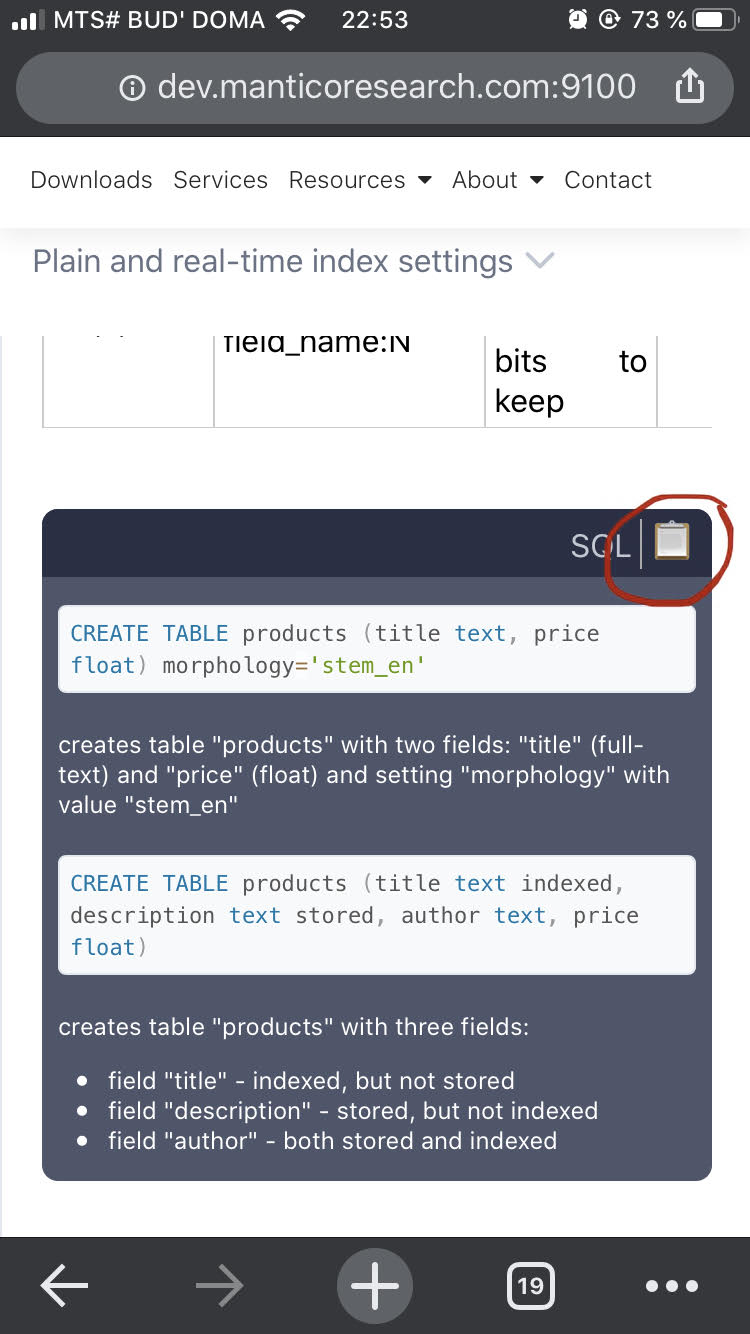 MTS# BUD' DOMA 22:53 73 %
dev.manticoresearch.com:9100
Downloads Services Resources About Contact
Plain and real-time index settings
field_name:N
bits to
keep
SQL
CREATE TABLE products (title text, price
float) morphology='stem_en'
creates table "products" with two fields: "title" (full-
text) and "price" (float) and setting "morphology" with
value "stem_en"
CREATE TABLE products (title text indexed,
description text stored, author text, price
float)
creates table "products" with three fields:
• field "title" - indexed, but not stored
• field "description" - stored, but not indexed
• field "author" - both stored and indexed
19